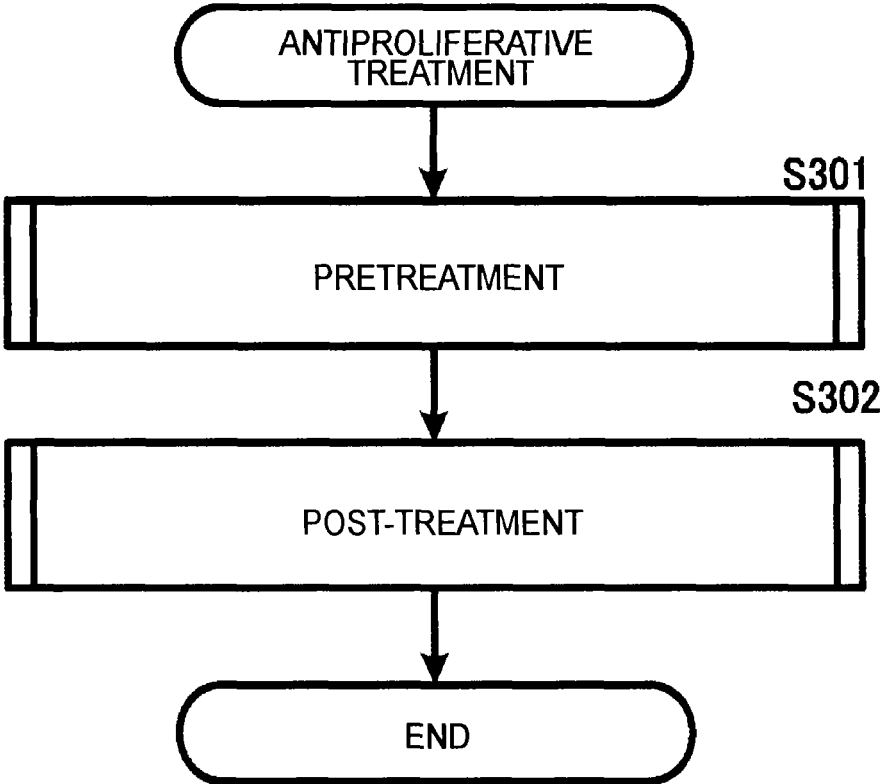 ANTIPROLIFERATIVE
TREATMENT
S301
PRETREATMENT
S302
POST-TREATMENT
END